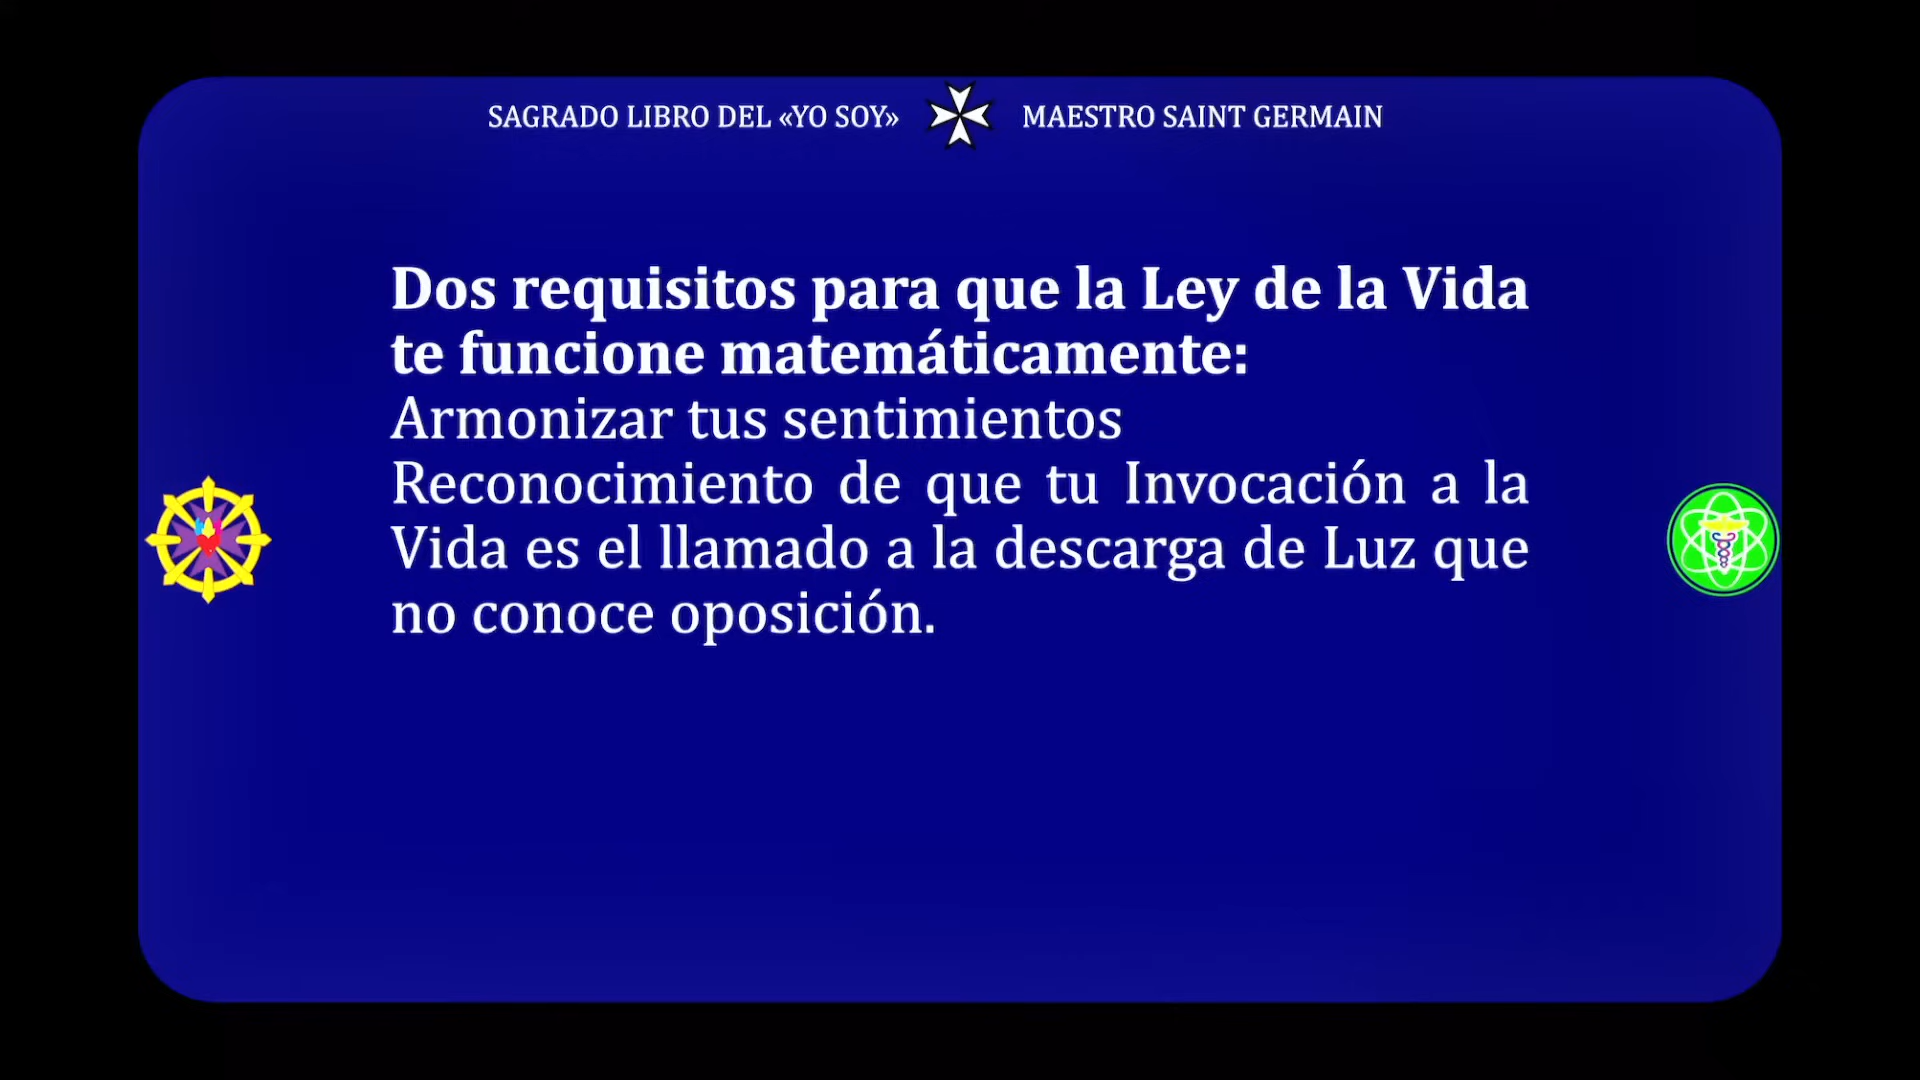 SAGRADO LIBRO DEL «YO SOY» MAESTRO SAINT GERMAIN
Dos requisitos para que la Ley de la Vida
te funcione matemáticamente:
Armonizar tus sentimientos
Reconocimiento de que tu Invocación a la
Vida es el llamado a la descarga de Luz que
no conoce oposición.